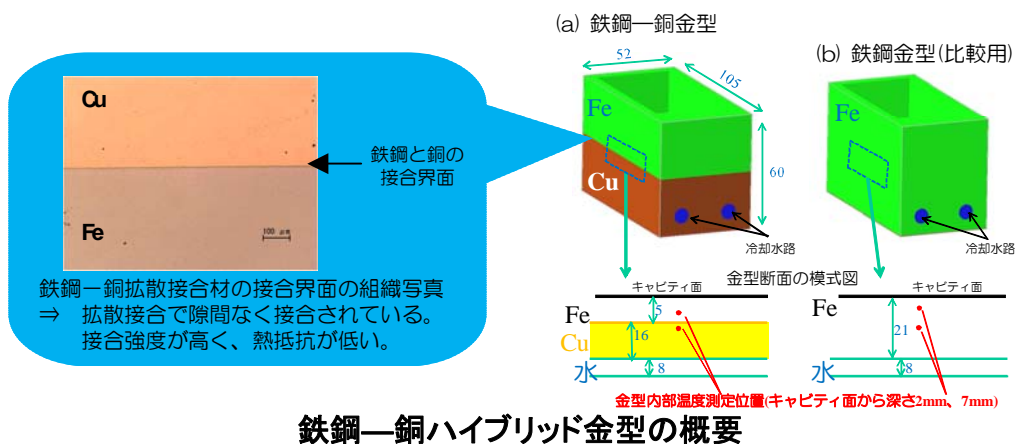 Cu
Fe
100 μm
鉄鋼と銅の
接合界面
鉄鋼ー銅拡散接合材の接合界面の組織写真
⇒ 拡散接合で隙間なく接合されている。
接合強度が高く、熱抵抗が低い。
(a) 鉄鋼―銅金型
52
105
Fe
Cu
60
冷却水路
(b) 鉄鋼金型(比較用)
Fe
冷却水路
金型断面の模式図
キャビティ面
Fe
5
Cu
16
水
8
キャビティ面
Fe
21
水
8
金型内部温度測定位置(キャビティ面から深さ2mm、7mm)
鉄鋼―銅ハイブリッド金型の概要